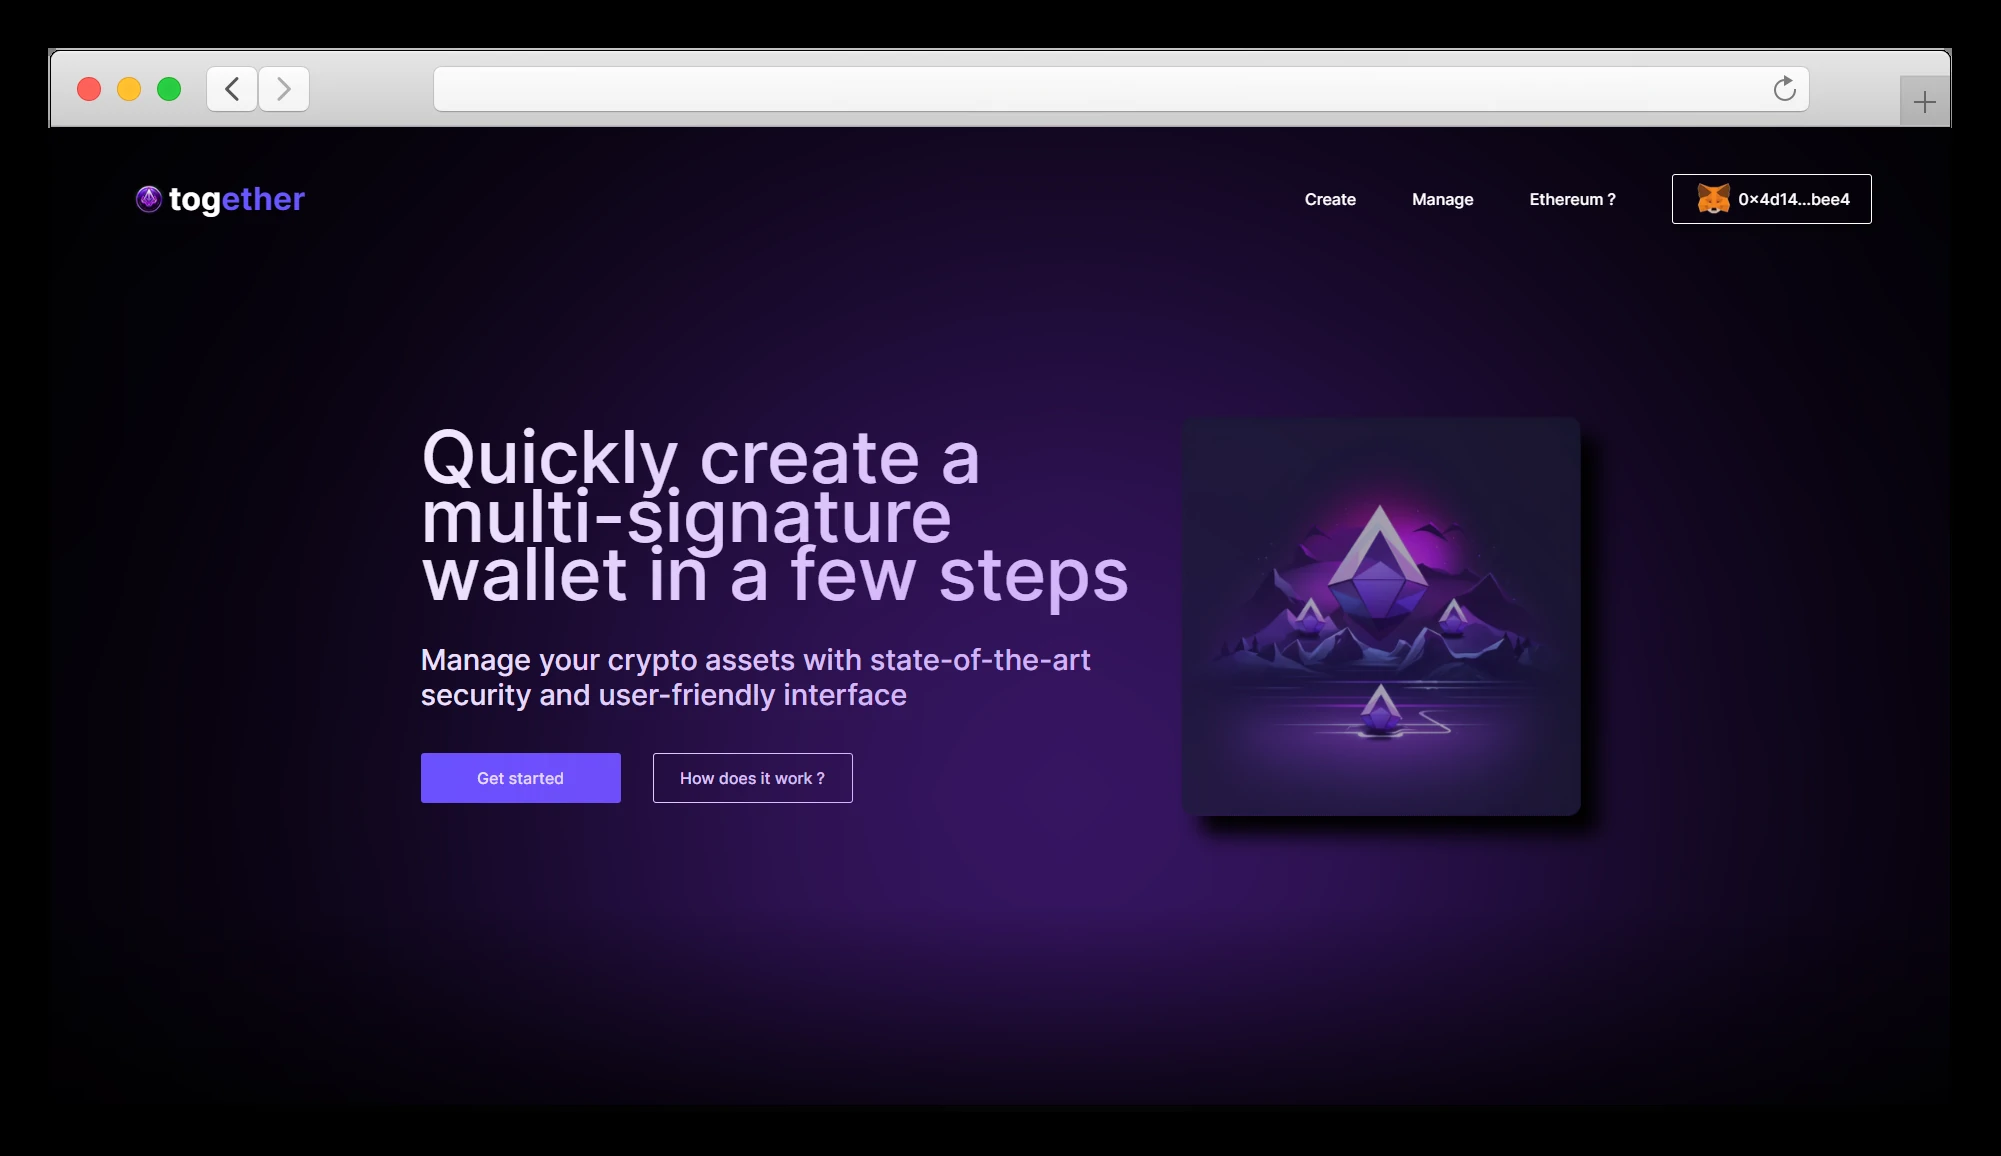 together
Create
Manage
Ethereum ?
0×4d14...bee4
Quickly create a
multi-signature
wallet in a few steps
Manage your crypto assets with state-of-the-art
security and user-friendly interface
Get started
How does it work ?